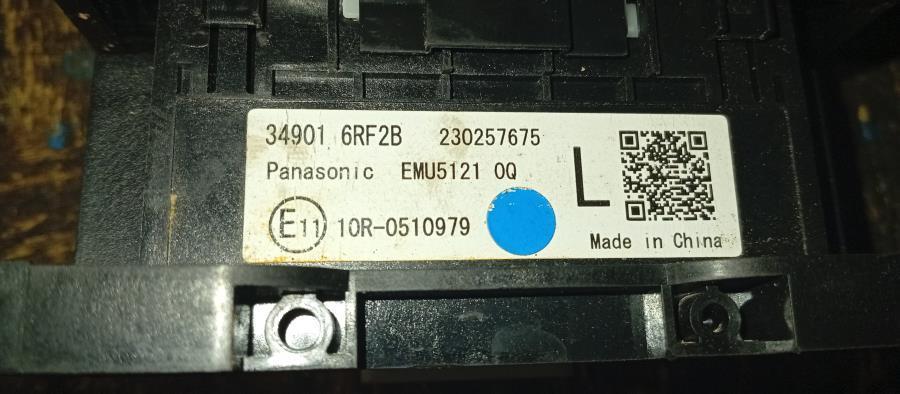 34901 6RF2B 230257675
Panasonic EMU5121 0Q
L
E11 10R-0510979
Made in China